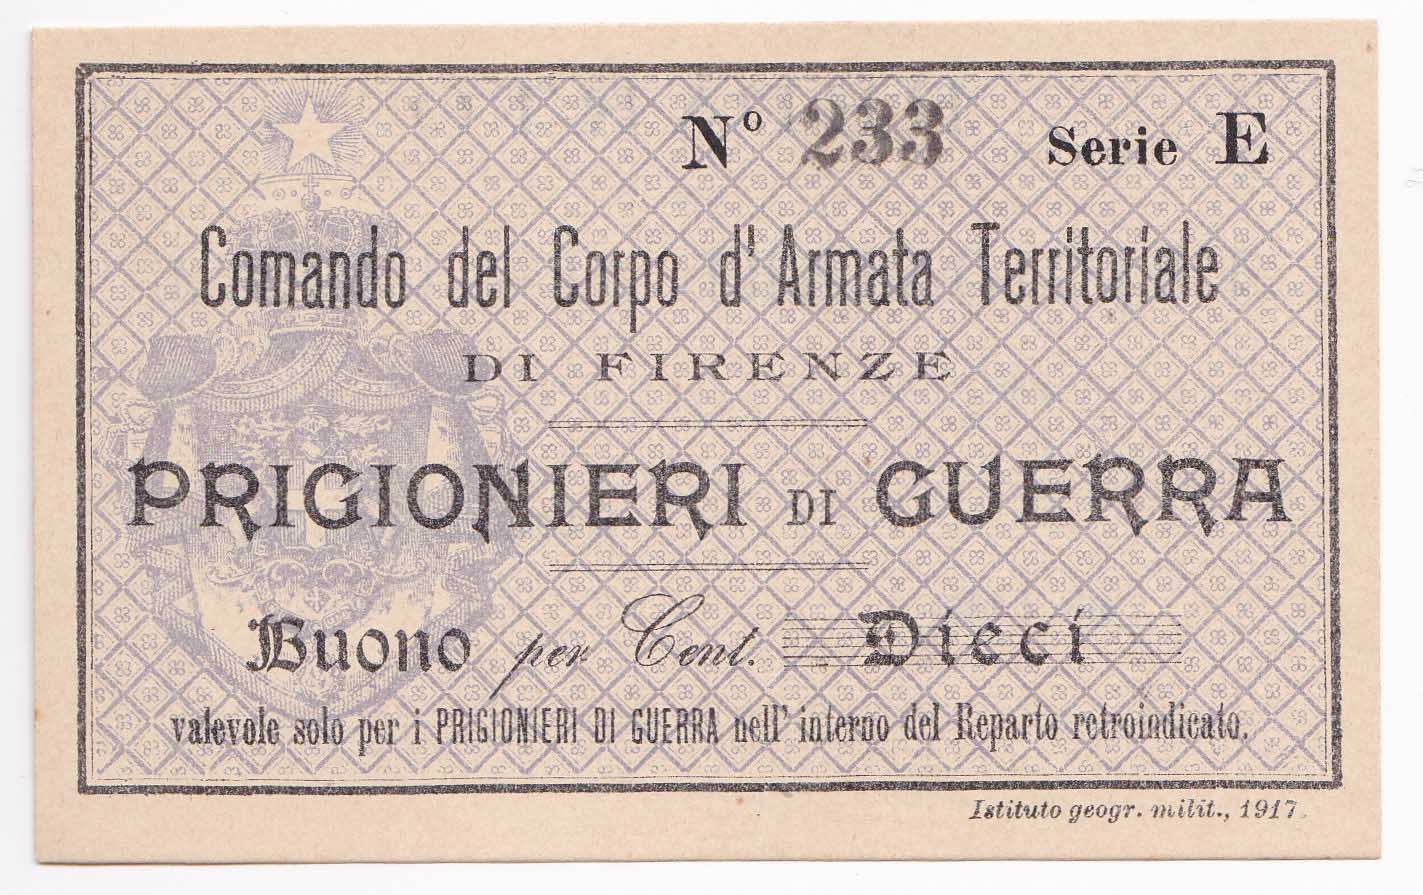 Nº 233 Serie E
Comando del Corpo d'Armata Territoriale
DI FIRENZE
PRIGIONIERI DI GUERRA
Buono per Cent. Dieci
valevole solo per i PRIGIONIERI DI GUERRA nell'interno del Reparto retroindicato.
Istituto geogr. milit., 1917.